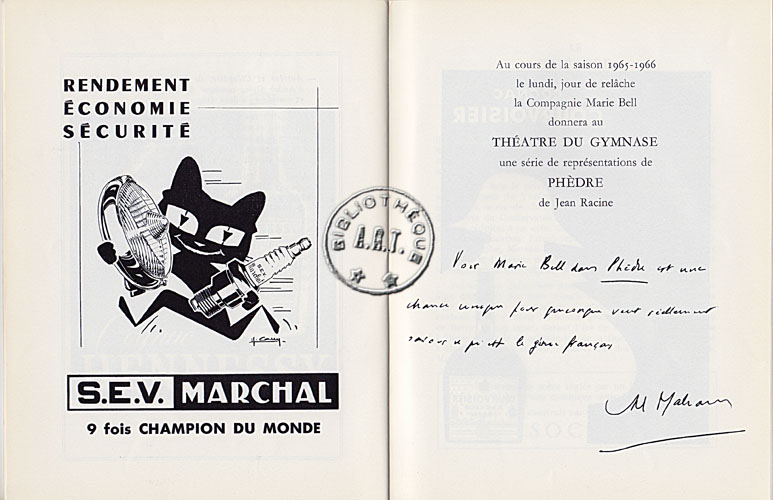 RENDEMENT
ÉCONOMIE
SÉCURITÉ
S.E.V. MARCHAL
9 fois CHAMPION DU MONDE
BIBLIOTHÈQUE
A.R.T.
Au cours de la saison 1965-1966
le lundi, jour de relâche
la Compagnie Marie Bell
donnera au
THÉATRE DU GYMNASE
une série de représentations de
PHÈDRE
de Jean Racine
Voir Marie Bell dans Phèdre est une
chance unique pour quiconque veut réellement
savoir ce qu'est le génie français